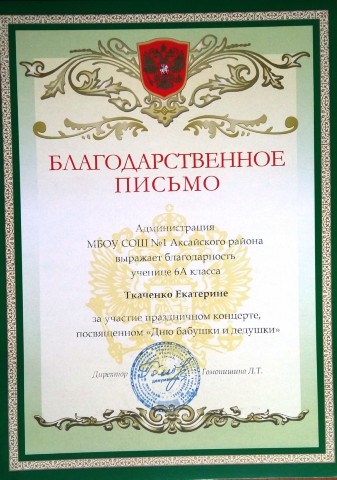 БЛАГОДАРСТВЕННОЕ
ПИСЬМО
Администрация
МБОУ СОШ №1 Аксайского района
выражает благодарность
ученице 6А класса
Ткаченко Екатерине
за участие праздничном концерте,
посвященном «Дню бабушки и дедушки»
Директор Гоменшина Л.Т.